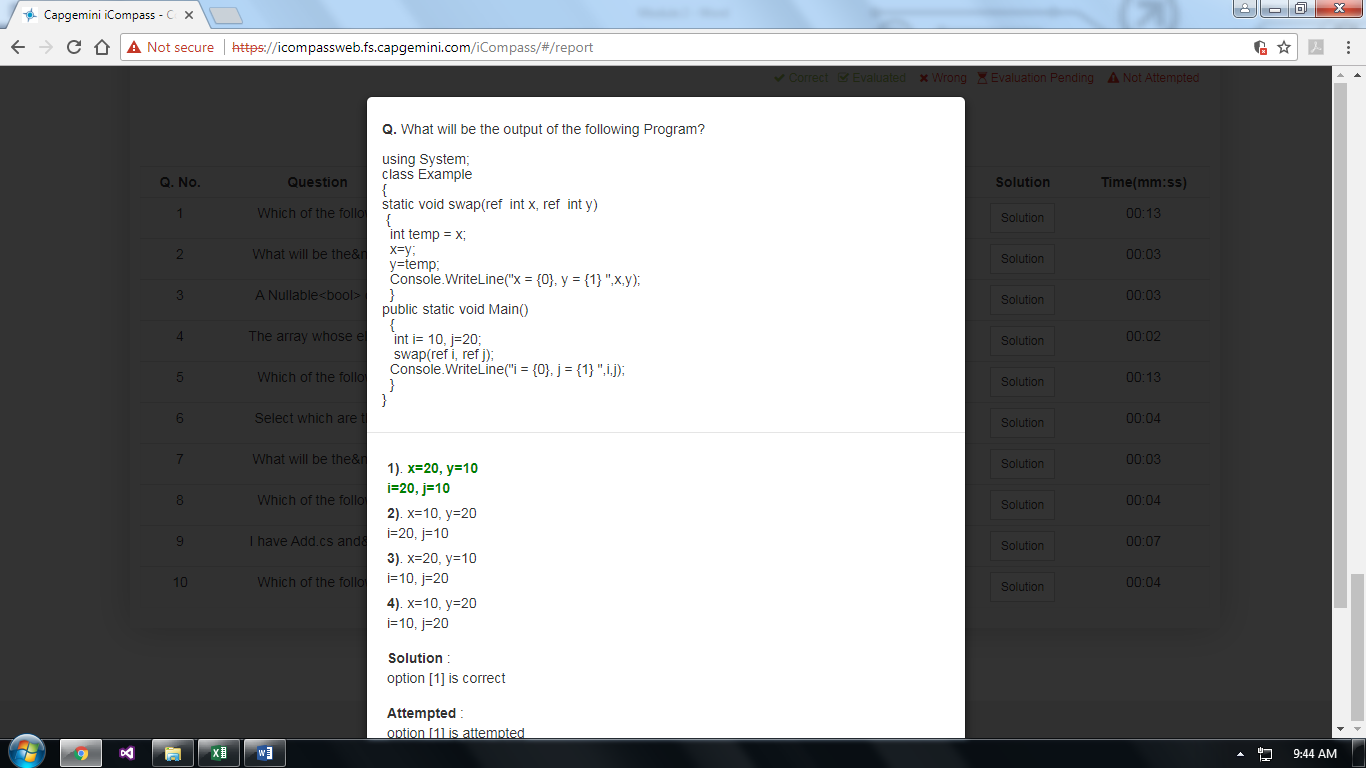 Capgemini iCompass - C
Not secure https://icompassweb.fs.capgemini.com/iCompass/#/report
Correct Evaluated Wrong Evaluation Pending Not Attempted
Q. What will be the output of the following Program?
using System;
class Example
{
static void swap(ref  int x, ref  int y)
{
int temp = x;
x=y;
y=temp;
Console.WriteLine("x = {0}, y = {1} ",x,y);
}
public static void Main()
{
int i= 10, j=20;
swap(ref i, ref j);
Console.WriteLine("i = {0}, j = {1} ",i,j);
}
}
1). x=20, y=10
i=20, j=10
2). x=10, y=20
i=20, j=10
3). x=20, y=10
i=10, j=20
4). x=10, y=20
i=10, j=20
Solution :
option [1] is correct
Attempted :
option [1] is attempted
Q. No. Question Solution Time(mm:ss)
1 Which of the follo Solution 00:13
2 What will be the&n Solution 00:03
3 A Nullable<bool> Solution 00:03
4 The array whose el Solution 00:02
5 Which of the follo Solution 00:13
6 Select which are t Solution 00:04
7 What will be the&n Solution 00:03
8 Which of the follo Solution 00:04
9 I have Add.cs and& Solution 00:07
10 Which of the follo Solution 00:04
9:44 AM